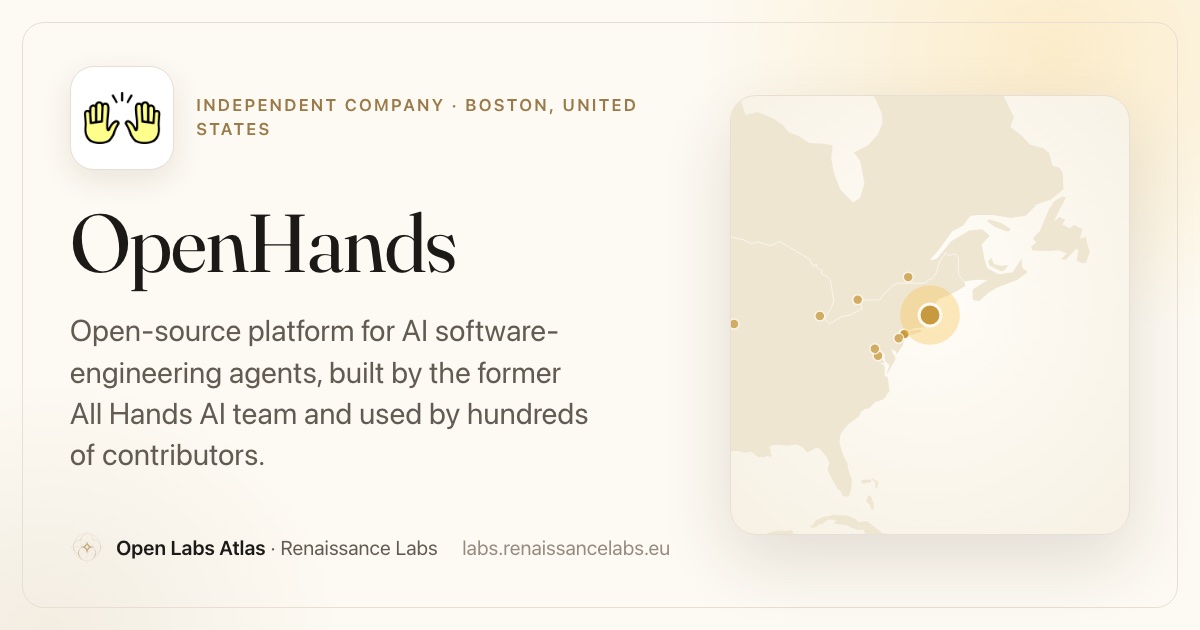 INDEPENDENT COMPANY · BOSTON, UNITED
STATES
OpenHands
Open-source platform for AI software-
engineering agents, built by the former
All Hands AI team and used by hundreds
of contributors.
Open Labs Atlas · Renaissance Labs labs.renaissancelabs.eu